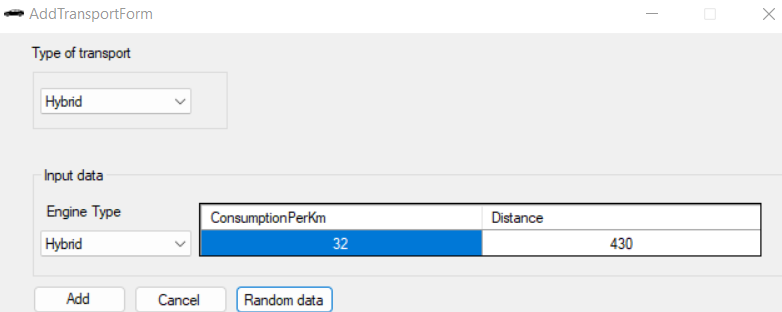 AddTransportForm
Type of transport
Hybrid
Input data
Engine Type
Hybrid
ConsumptionPerKm Distance
32 430
Add Cancel Random data